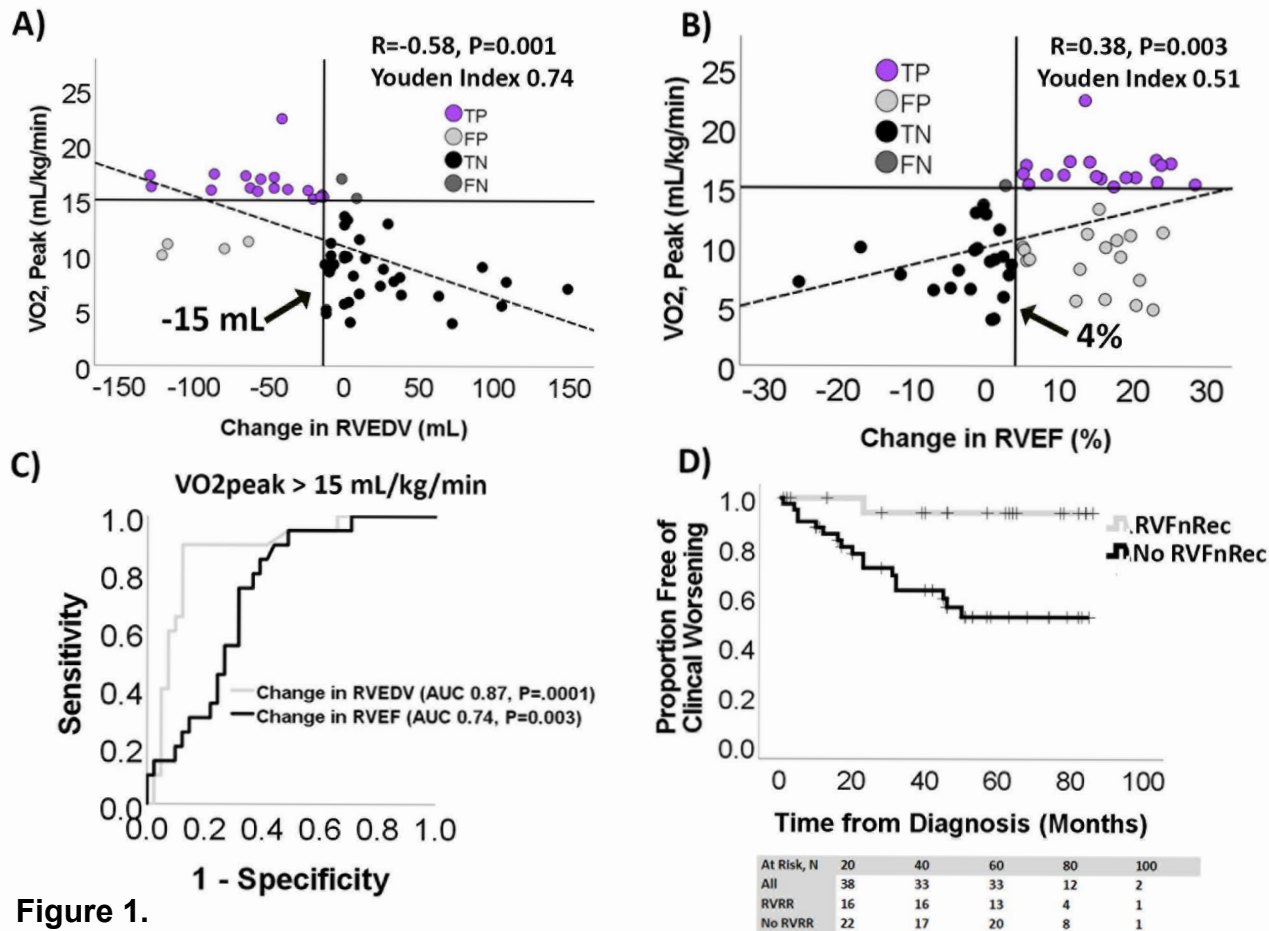 A)
R=-0.58, P=0.001
Youden Index 0.74
TP
FP
TN
FN
VO2, Peak (mL/kg/min)
25
20
15
10
5
0
-15 mL
-150 -100 -50 0 50 100 150
Change in RVEDV (mL)
B)
R=0.38, P=0.003
Youden Index 0.51
TP
FP
TN
FN
VO2, Peak (mL/kg/min)
25
20
15
10
5
0
4%
-30 -20 -10 0 10 20 30
Change in RVEF (%)
C)
VO2peak > 15 mL/kg/min
Sensitivity
1.0
0.8
0.6
0.4
0.2
0.0
Change in RVEDV (AUC 0.87, P=.0001)
Change in RVEF (AUC 0.74, P=0.003)
0.0 0.2 0.4 0.6 0.8 1.0
1 - Specificity
D)
Proportion Free of
Clincal Worsening
1.0
0.8
0.6
0.4
0.2
0.0
RVFnRec
No RVFnRec
0 20 40 60 80 100
Time from Diagnosis (Months)
At Risk, N 20 40 60 80 100
All 38 33 33 12 2
RVRR 16 16 13 4 1
No RVRR 22 17 20 8 1
Figure 1.